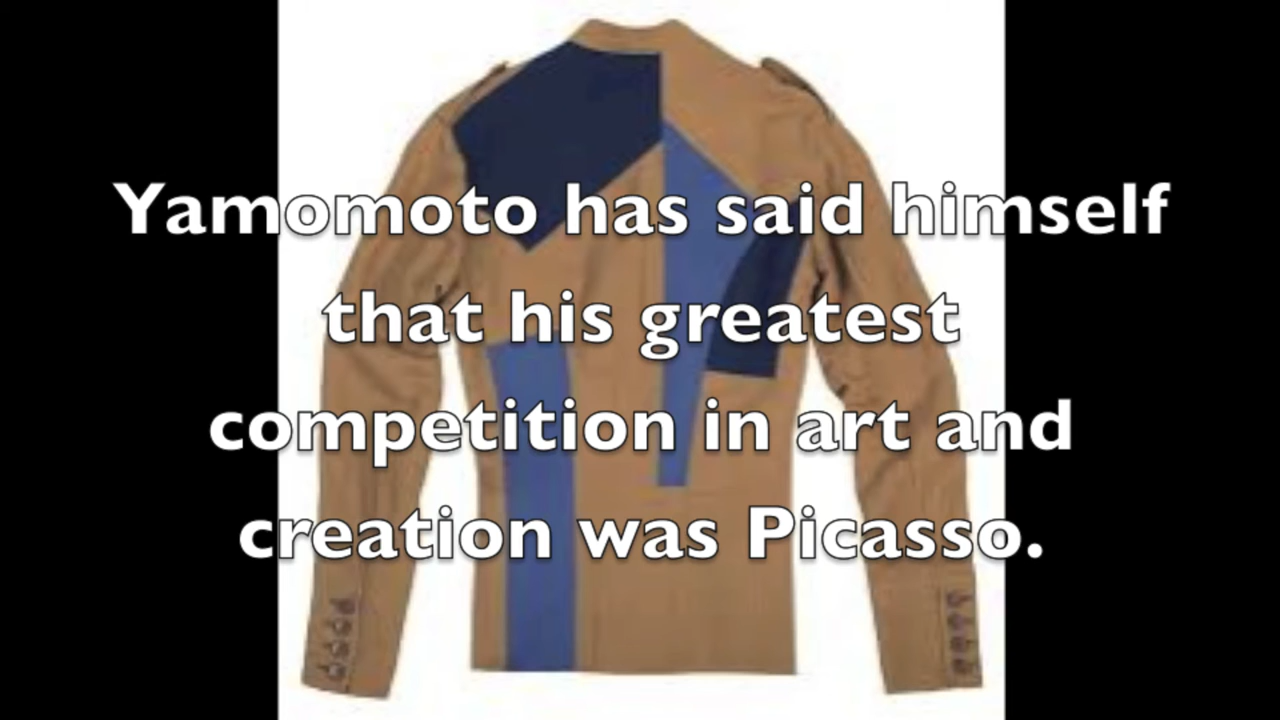 Yamomoto has said himself
that his greatest
competition in art and
creation was Picasso.